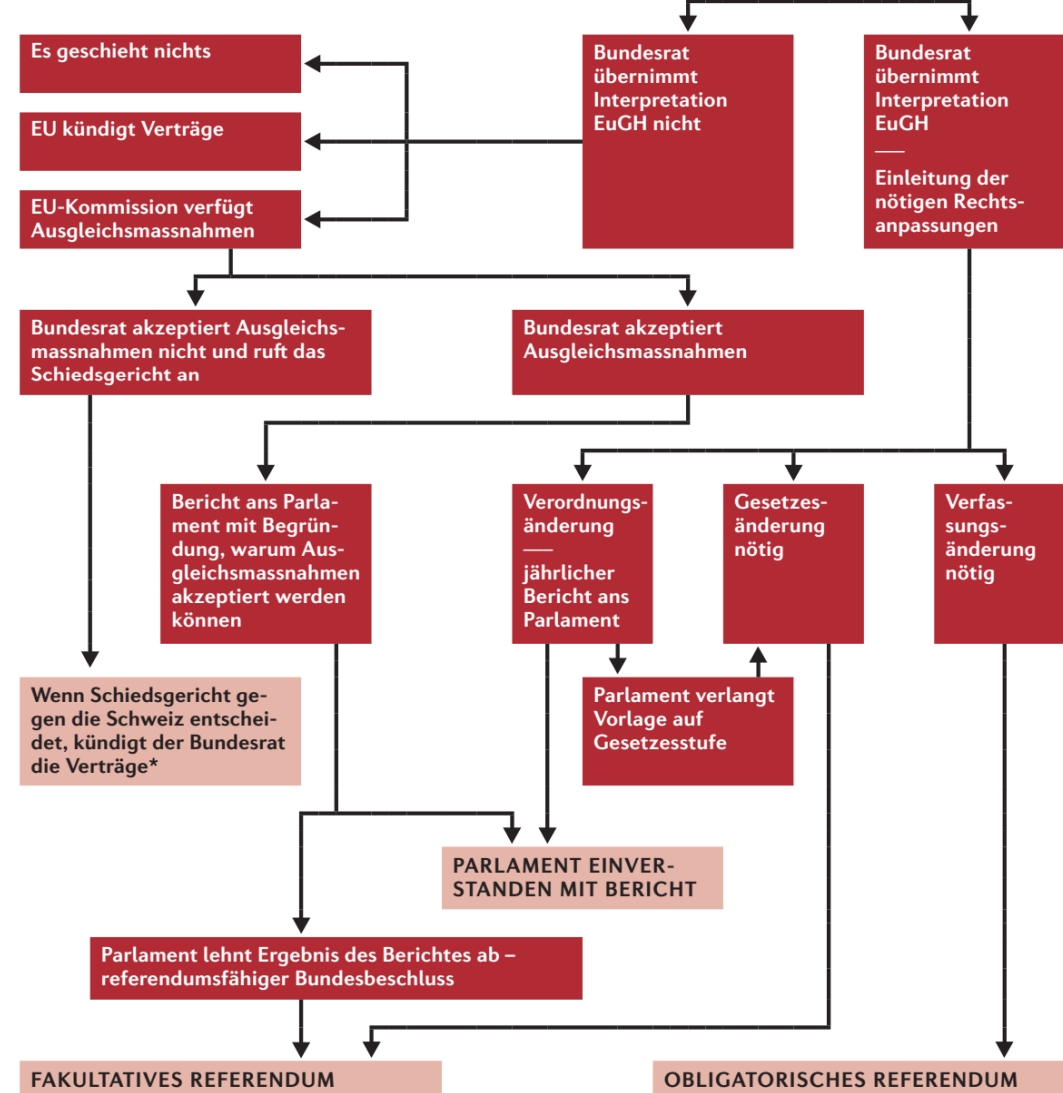 Es geschieht nichts
EU kündigt Verträge
EU-Kommission verfügt
Ausgleichsmassnahmen
Bundesrat
übernimmt
Interpretation
EuGH nicht
Bundesrat
übernimmt
Interpretation
EuGH
Einleitung der
nötigen Rechts-
anpassungen
Bundesrat akzeptiert Ausgleichs-
massnahmen nicht und ruft das
Schiedsgericht an
Bundesrat akzeptiert
Ausgleichsmassnahmen
Bericht ans Parla-
ment mit Begrün-
dung, warum Aus-
gleichsmassnahmen
akzeptiert werden
können
Verordnungs-
änderung
jährlicher
Bericht ans
Parlament
Gesetzes-
änderung
nötig
Verfas-
sungs-
änderung
nötig
Wenn Schiedsgericht ge-
gen die Schweiz entschei-
det, kündigt der Bundesrat
die Verträge*
Parlament verlangt
Vorlage auf
Gesetzesstufe
PARLAMENT EINVER-
STANDEN MIT BERICHT
Parlament lehnt Ergebnis des Berichtes ab –
referendumsfähiger Bundesbeschluss
FAKULTATIVES REFERENDUM
OBLIGATORISCHES REFERENDUM